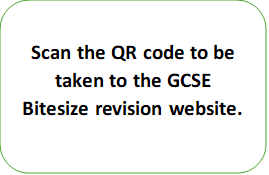 Scan the QR code to be
taken to the GCSE
Bitesize revision website.